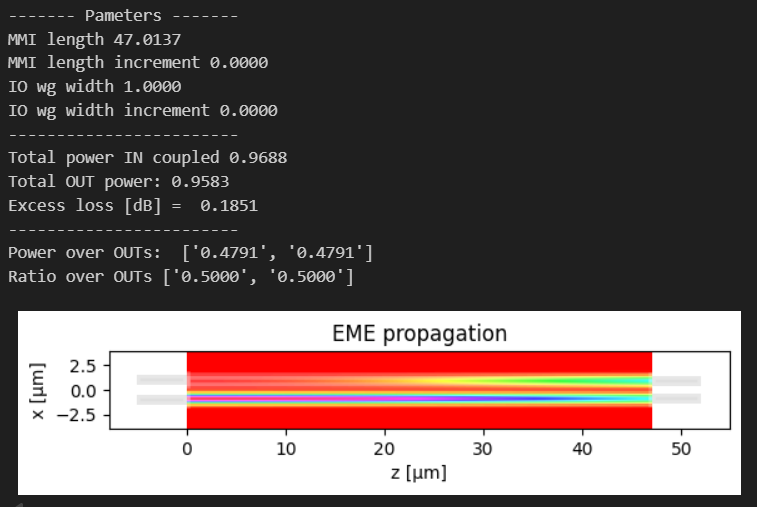 ------- Pameters -------
MMI length 47.0137
MMI length increment 0.0000
IO wg width 1.0000
IO wg width increment 0.0000
------------------------
Total power IN coupled 0.9688
Total OUT power: 0.9583
Excess loss [dB] =  0.1851
------------------------
Power over OUTs:  ['0.4791', '0.4791']
Ratio over OUTs ['0.5000', '0.5000']
EME propagation
x [μm]
2.5
0.0
−2.5
0 10 20 30 40 50
z [μm]